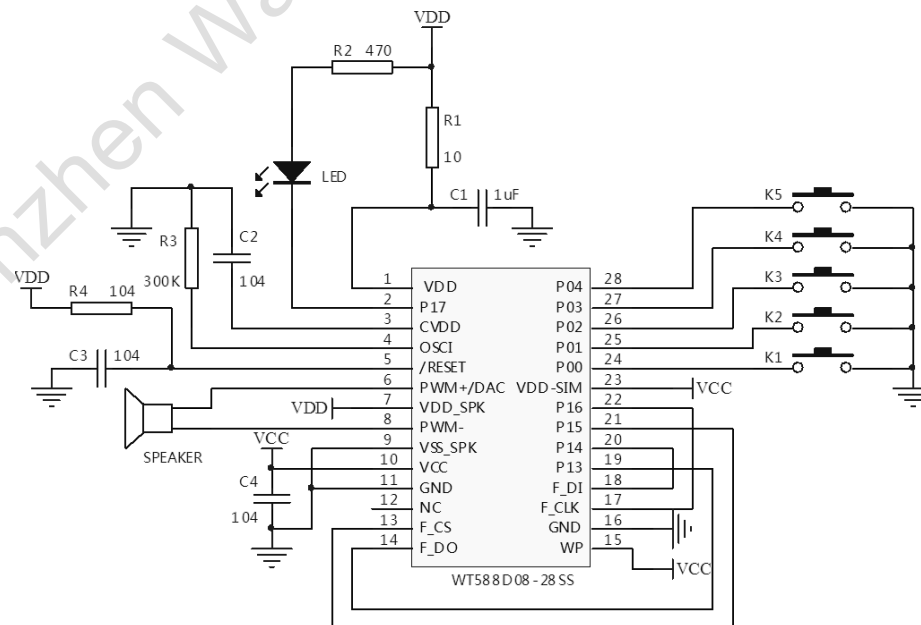 VDD
R2 470
R1
10
LED
C1 1uF
R3
300K
C2
104
VDD
R4 104
C3 104
SPEAKER
VCC
C4
104
VDD
K5
K4
K3
K2
K1
1 VDD P04 28
2 P17 P03 27
3 CVDD P02 26
4 OSCI P01 25
5 /RESET P00 24
6 PWM+/DAC VDD-SIM 23
VCC
7 VDD_SPK P16 22
8 PWM- P15 21
9 VSS_SPK P14 20
10 VCC P13 19
11 GND F_DI 18
12 NC F_CLK 17
13 F_CS GND 16
14 F_DO WP 15
VCC
WT588D08-28SS
nzhen Wa